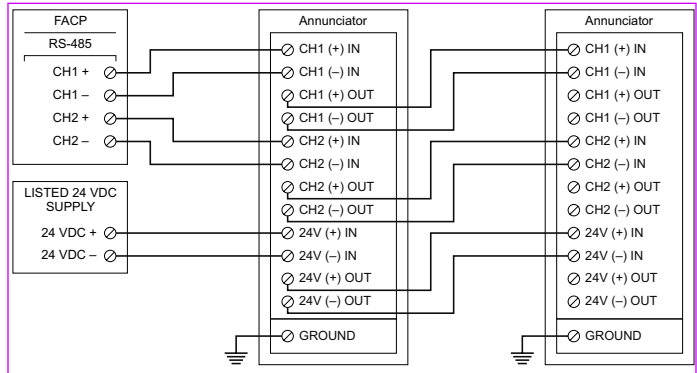 FACP
RS-485
CH1 +
CH1 –
CH2 +
CH2 –
LISTED 24 VDC
SUPPLY
24 VDC +
24 VDC –
Annunciator
CH1 (+) IN
CH1 (–) IN
CH1 (+) OUT
CH1 (–) OUT
CH2 (+) IN
CH2 (–) IN
CH2 (+) OUT
CH2 (–) OUT
24V (+) IN
24V (–) IN
24V (+) OUT
24V (–) OUT
GROUND
Annunciator
CH1 (+) IN
CH1 (–) IN
CH1 (+) OUT
CH1 (–) OUT
CH2 (+) IN
CH2 (–) IN
CH2 (+) OUT
CH2 (–) OUT
24V (+) IN
24V (–) IN
24V (+) OUT
24V (–) OUT
GROUND